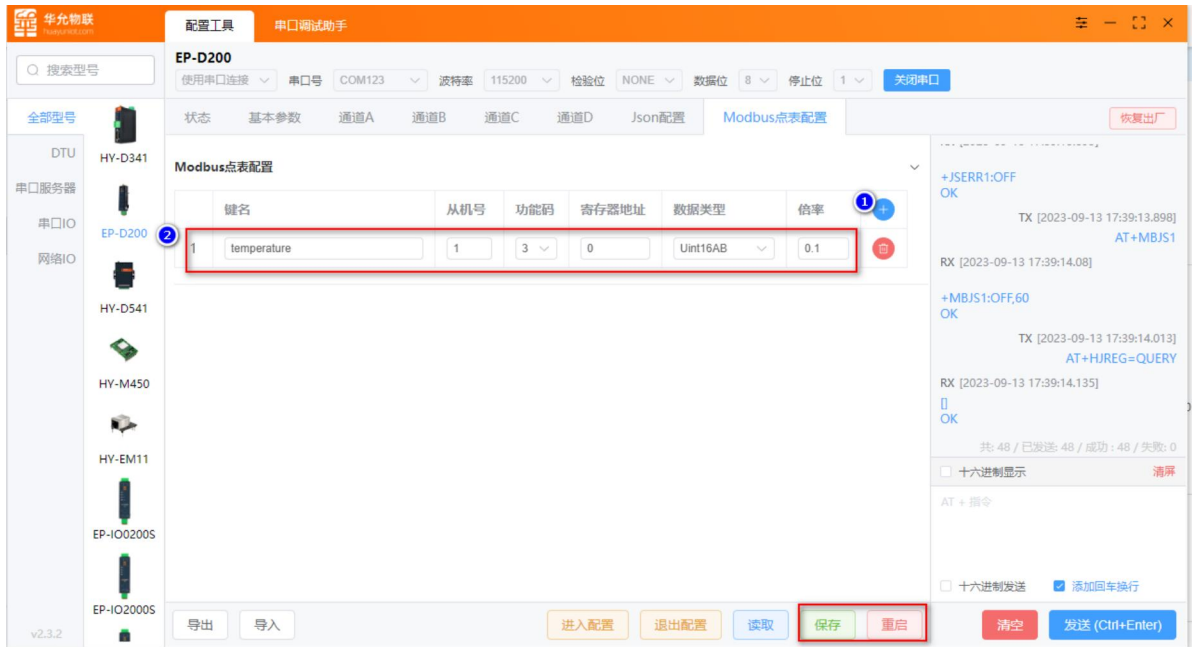 华允物联
huayuniot.com
配置工具 串口调试助手
搜索型号
EP-D200
使用串口连接 串口号 COM123 波特率 115200 检验位 NONE 数据位 8 停止位 1 关闭串口
全部型号
DTU
串口服务器
串口IO
网络IO
v2.3.2
HY-D341
EP-D200
HY-D541
HY-M450
HY-EM11
EP-IO0200S
EP-IO2000S
状态 基本参数 通道A 通道B 通道C 通道D Json配置 Modbus点表配置 恢复出厂
Modbus点表配置
键名 从机号 功能码 寄存器地址 数据类型 倍率 1 +
2
1 temperature 1 3 0 Uint16AB 0.1
+JSERR1:OFF
OK
TX [2023-09-13 17:39:13.898]
AT+MBJS1
RX [2023-09-13 17:39:14.08]
+MBJS1:OFF,60
OK
TX [2023-09-13 17:39:14.013]
AT+HJREG=QUERY
RX [2023-09-13 17:39:14.135]
[]
OK
共: 48 / 已发送: 48 / 成功 : 48 / 失败: 0
十六进制显示 清屏
AT + 指令
十六进制发送 添加回车换行
导出 导入 进入配置 退出配置 读取 保存 重启 清空 发送 (Ctrl+Enter)